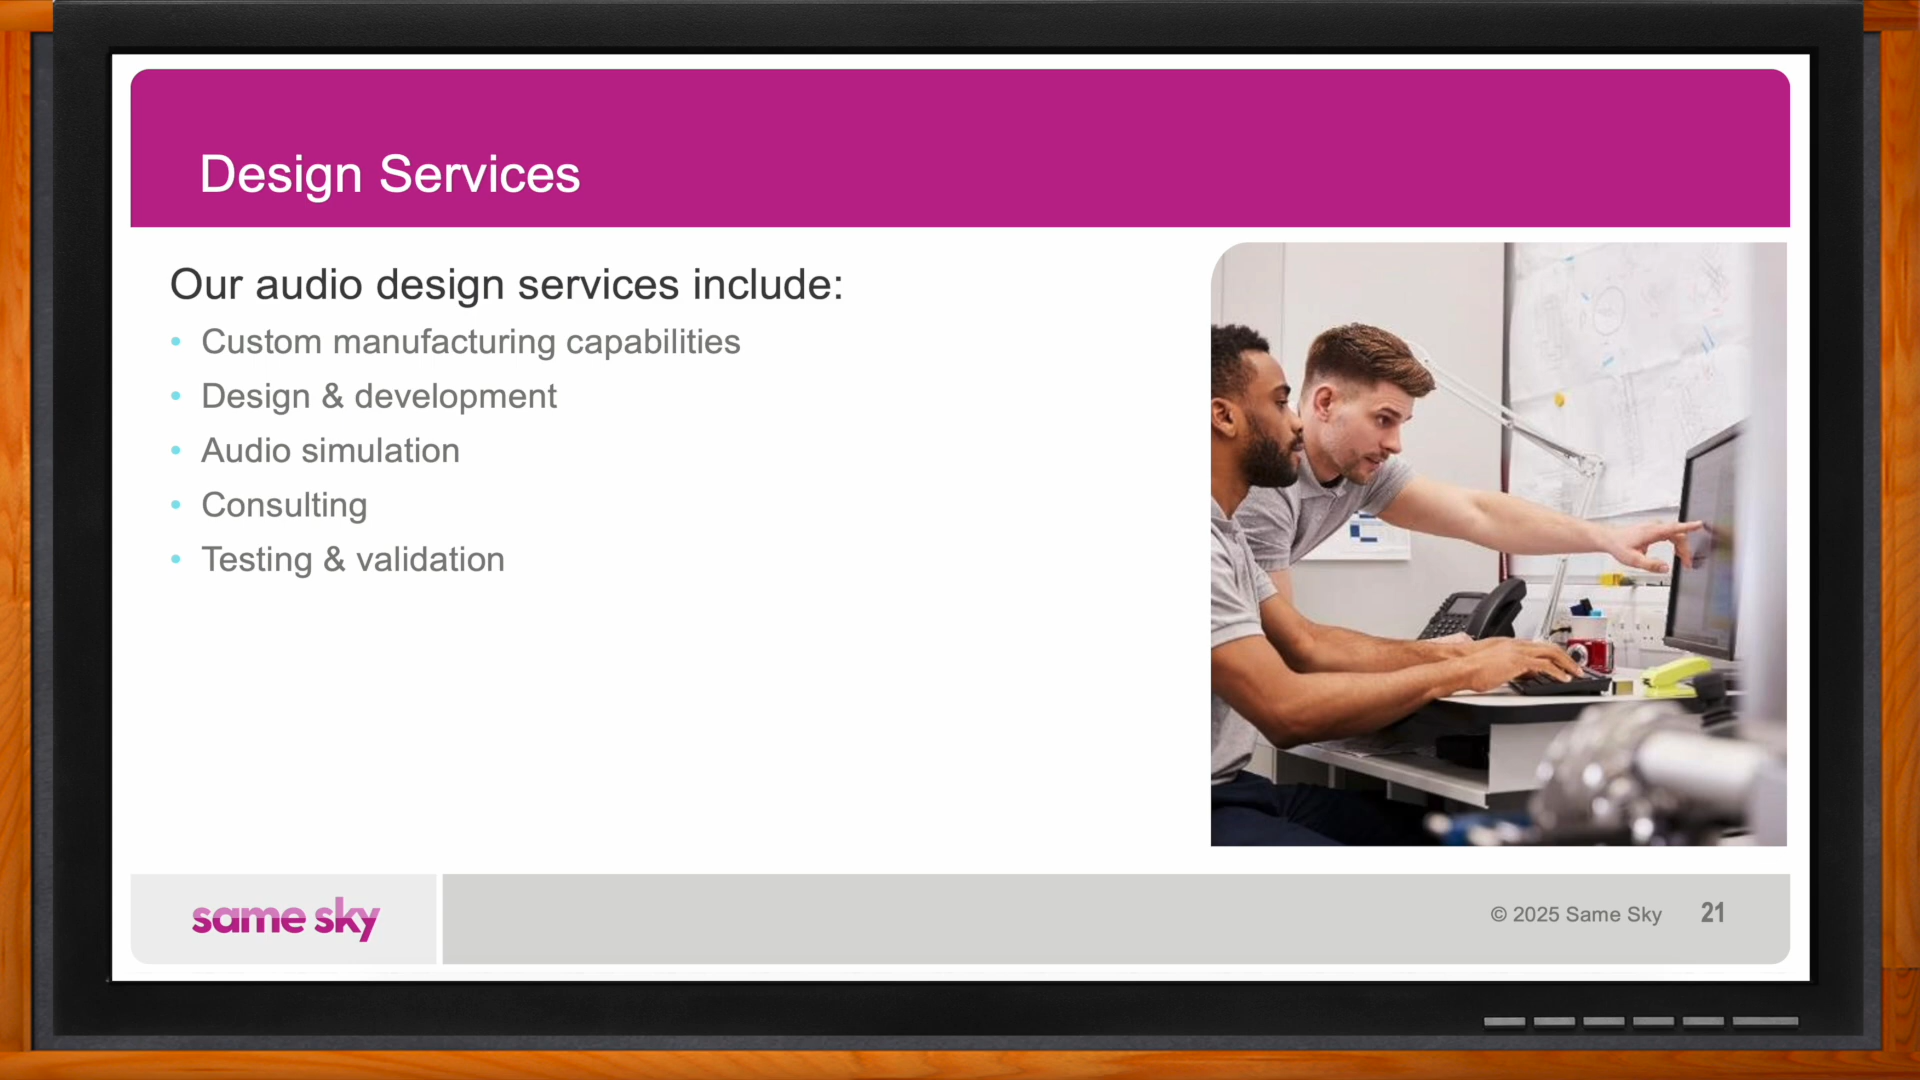 Design Services
Our audio design services include:
• Custom manufacturing capabilities
• Design & development
• Audio simulation
• Consulting
• Testing & validation
same sky
© 2025 Same Sky 21